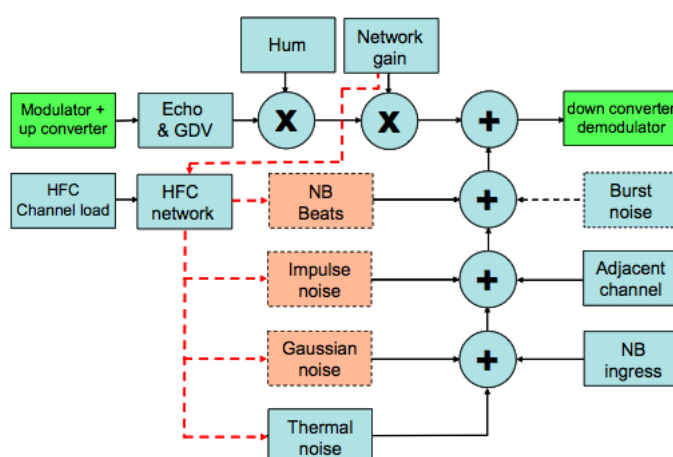 Hum
Network
gain
Modulator +
up converter
Echo
& GDV
X
X
+
down converter
demodulator
HFC
Channel load
HFC
network
NB
Beats
+
Burst
noise
Impulse
noise
+
Adjacent
channel
Gaussian
noise
+
NB
ingress
Thermal
noise